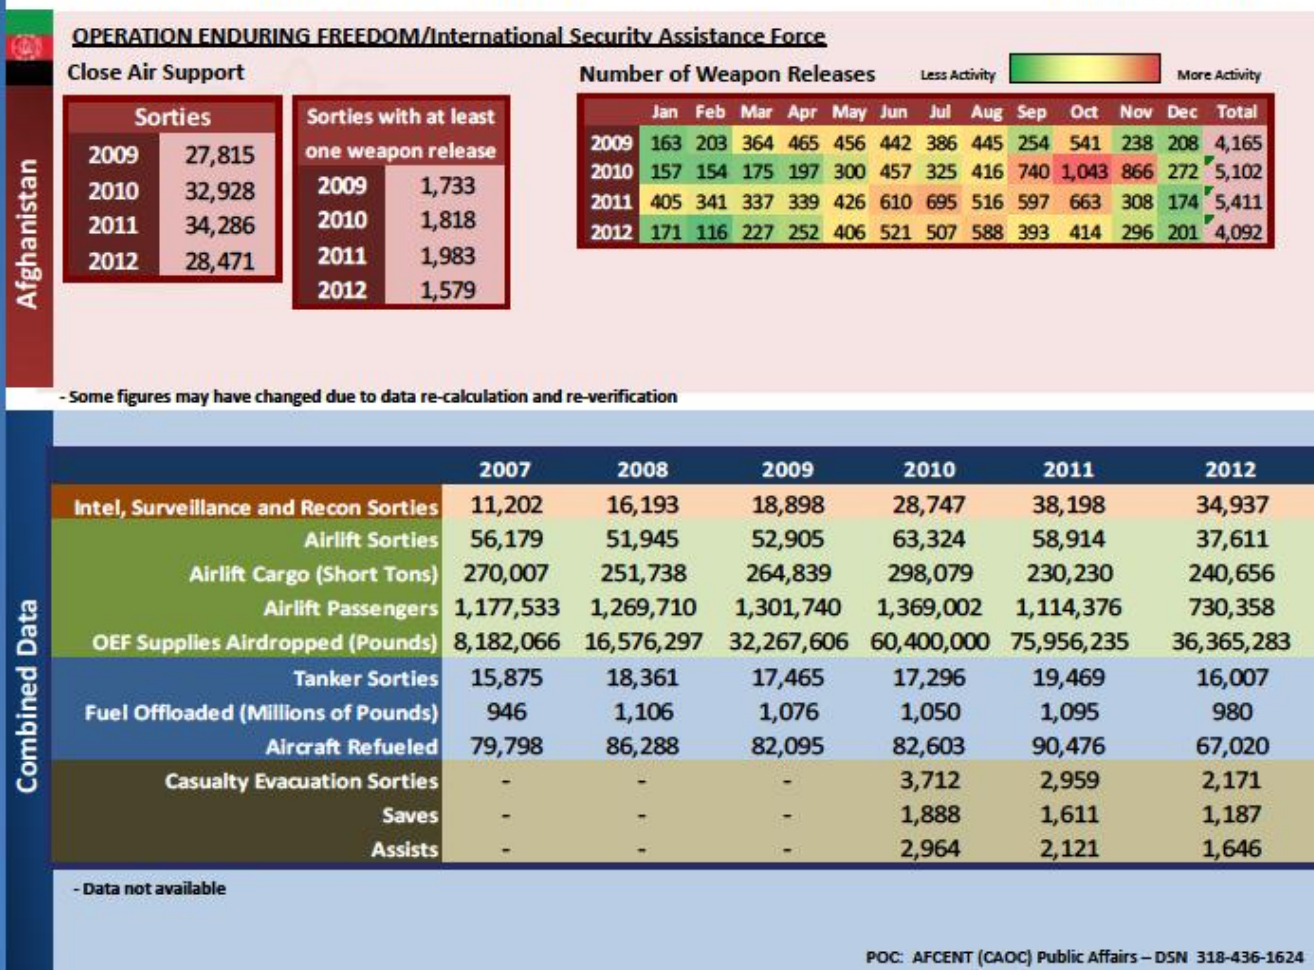 OPERATION ENDURING FREEDOM/International Security Assistance Force
Close Air Support
Number of Weapon Releases Less Activity More Activity
Afghanistan
Sorties
2009 27,815
2010 32,928
2011 34,286
2012 28,471
Sorties with at least
one weapon release
2009 1,733
2010 1,818
2011 1,983
2012 1,579
Jan Feb Mar Apr May Jun Jul Aug Sep Oct Nov Dec Total
2009 163 203 364 465 456 442 386 445 254 541 238 208 4,165
2010 157 154 175 197 300 457 325 416 740 1,043 866 272 5,102
2011 405 341 337 339 426 610 695 516 597 663 308 174 5,411
2012 171 116 227 252 406 521 507 588 393 414 296 201 4,092
- Some figures may have changed due to data re-calculation and re-verification
Combined Data
2007 2008 2009 2010 2011 2012
Intel, Surveillance and Recon Sorties 11,202 16,193 18,898 28,747 38,198 34,937
Airlift Sorties 56,179 51,945 52,905 63,324 58,914 37,611
Airlift Cargo (Short Tons) 270,007 251,738 264,839 298,079 230,230 240,656
Airlift Passengers 1,177,533 1,269,710 1,301,740 1,369,002 1,114,376 730,358
OEF Supplies Airdropped (Pounds) 8,182,066 16,576,297 32,267,606 60,400,000 75,956,235 36,365,283
Tanker Sorties 15,875 18,361 17,465 17,296 19,469 16,007
Fuel Offloaded (Millions of Pounds) 946 1,106 1,076 1,050 1,095 980
Aircraft Refueled 79,798 86,288 82,095 82,603 90,476 67,020
Casualty Evacuation Sorties - - - 3,712 2,959 2,171
Saves - - - 1,888 1,611 1,187
Assists - - - 2,964 2,121 1,646
- Data not available
POC: AFCENT (CAOC) Public Affairs – DSN 318-436-1624